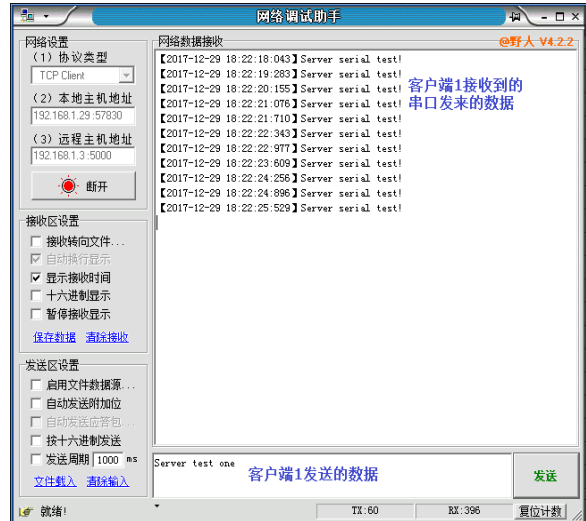 网络调试助手
网络设置
(1) 协议类型
TCP Client
(2) 本地主机地址
192.168.1.29 :57830
(3) 远程主机地址
192.168.1.3 :5000
断开
接收区设置
接收转向文件...
自动换行显示
显示接收时间
十六进制显示
暂停接收显示
保存数据 清除接收
发送区设置
启用文件数据源...
自动发送附加位
自动发送应答包...
按十六进制发送
发送周期 1000 ms
文件载入 清除输入
网络数据接收
@野人 V4.2.2
【2017-12-29 18:22:18:043】Server serial test!
【2017-12-29 18:22:19:283】Server serial test!
【2017-12-29 18:22:20:155】Server serial test!
【2017-12-29 18:22:21:076】Server serial test!
【2017-12-29 18:22:21:710】Server serial test!
【2017-12-29 18:22:22:343】Server serial test!
【2017-12-29 18:22:22:977】Server serial test!
【2017-12-29 18:22:23:609】Server serial test!
【2017-12-29 18:22:24:256】Server serial test!
【2017-12-29 18:22:24:896】Server serial test!
【2017-12-29 18:22:25:529】Server serial test!
客户端1接收到的
串口发来的数据
Server test one
客户端1发送的数据
发送
就绪!
TX:60
RX:396
复位计数